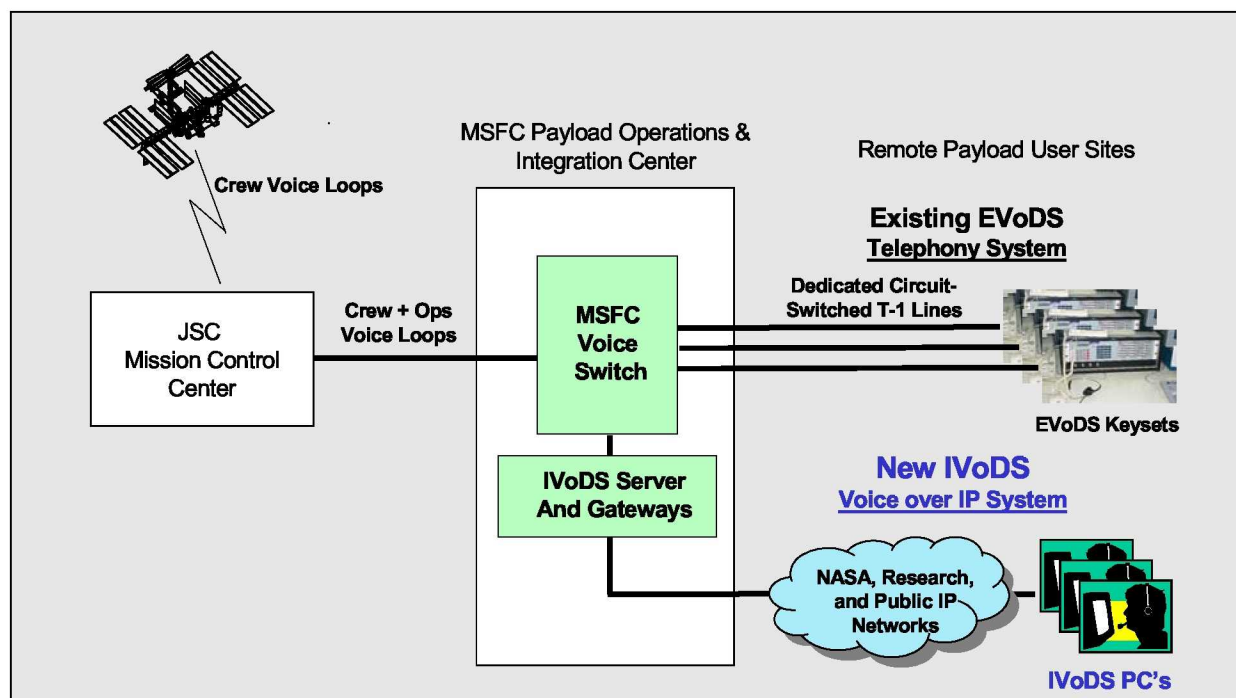 MSFC Payload Operations &
Integration Center
Remote Payload User Sites
Crew Voice Loops
Existing EVoDS
Telephony System
Dedicated Circuit-
Switched T-1 Lines
Crew + Ops
Voice Loops
JSC
Mission Control
Center
MSFC
Voice
Switch
EVoDS Keysets
IVoDS Server
And Gateways
New IVoDS
Voice over IP System
NASA, Research,
and Public IP
Networks
IVoDS PC's